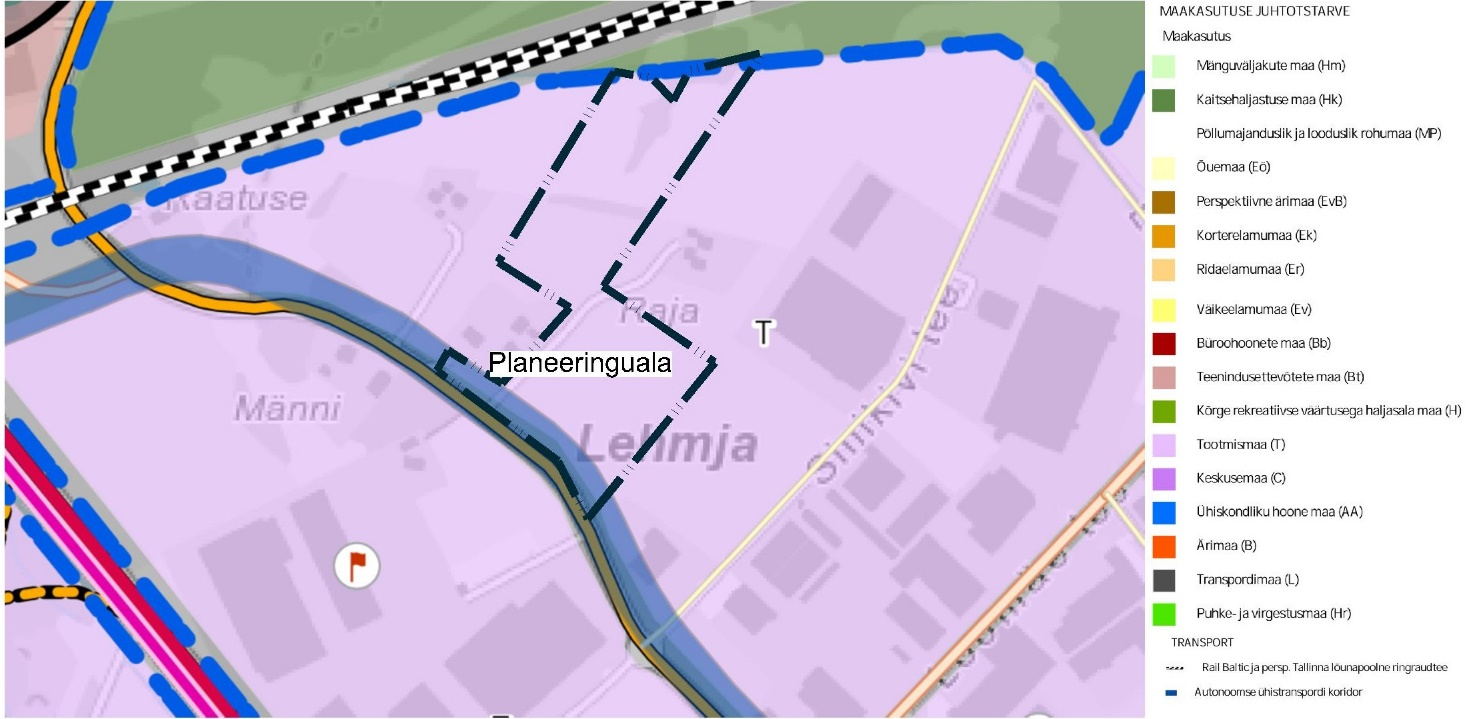 MAAKASUTUSE JUHTOTSTARVE
Maakasutus
Mänguväljakute maa (Hm)
Kaitsehaljastuse maa (Hk)
Põllumajanduslik ja looduslik rohumaa (MP)
Õuemaa (Eõ)
Perspektiivne ärimaa (EvB)
Korterelamumaa (Ek)
Ridaelamumaa (Er)
Väikeelamumaa (Ev)
Büroohoonete maa (Bb)
Teenindusettevõtete maa (Bt)
Kõrge rekreatiivse väärtusega haljasala maa (H)
Tootmismaa (T)
Keskusemaa (C)
Ühiskondliku hoone maa (AA)
Ärimaa (B)
Transpordimaa (L)
Puhke- ja virgestusmaa (Hr)
TRANSPORT
Rail Baltic ja persp. Tallinna lõunapoolne ringraudtee
Autonoomse ühistranspordi koridor
Kaatuse
Raja
T
Planeeringuala
Männi
Lehmja